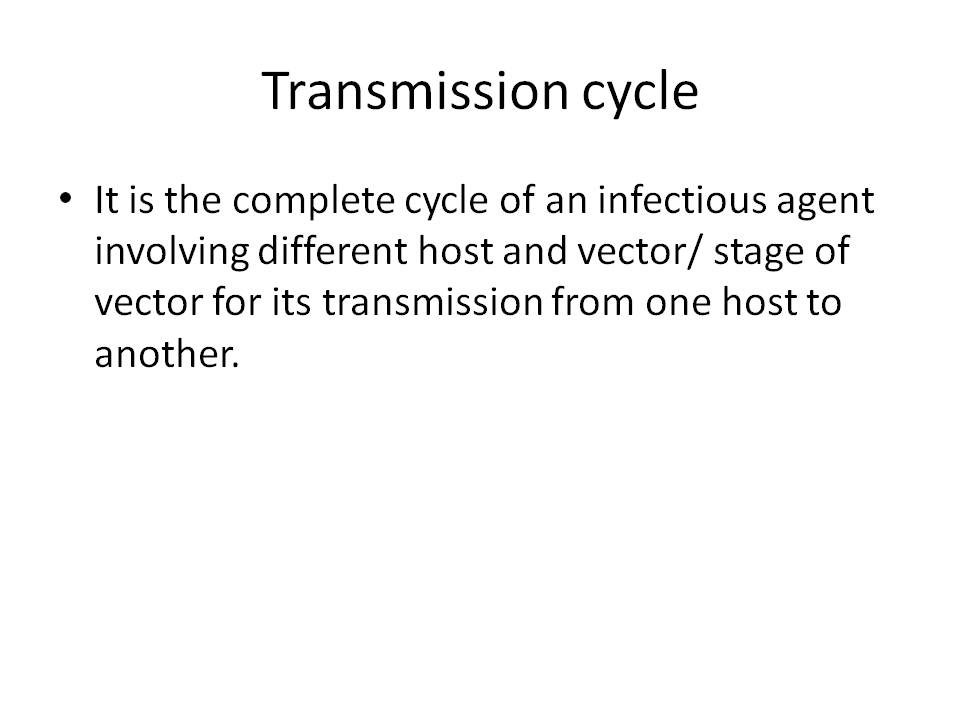 Transmission cycle
• It is the complete cycle of an infectious agent
involving different host and vector/ stage of
vector for its transmission from one host to
another.